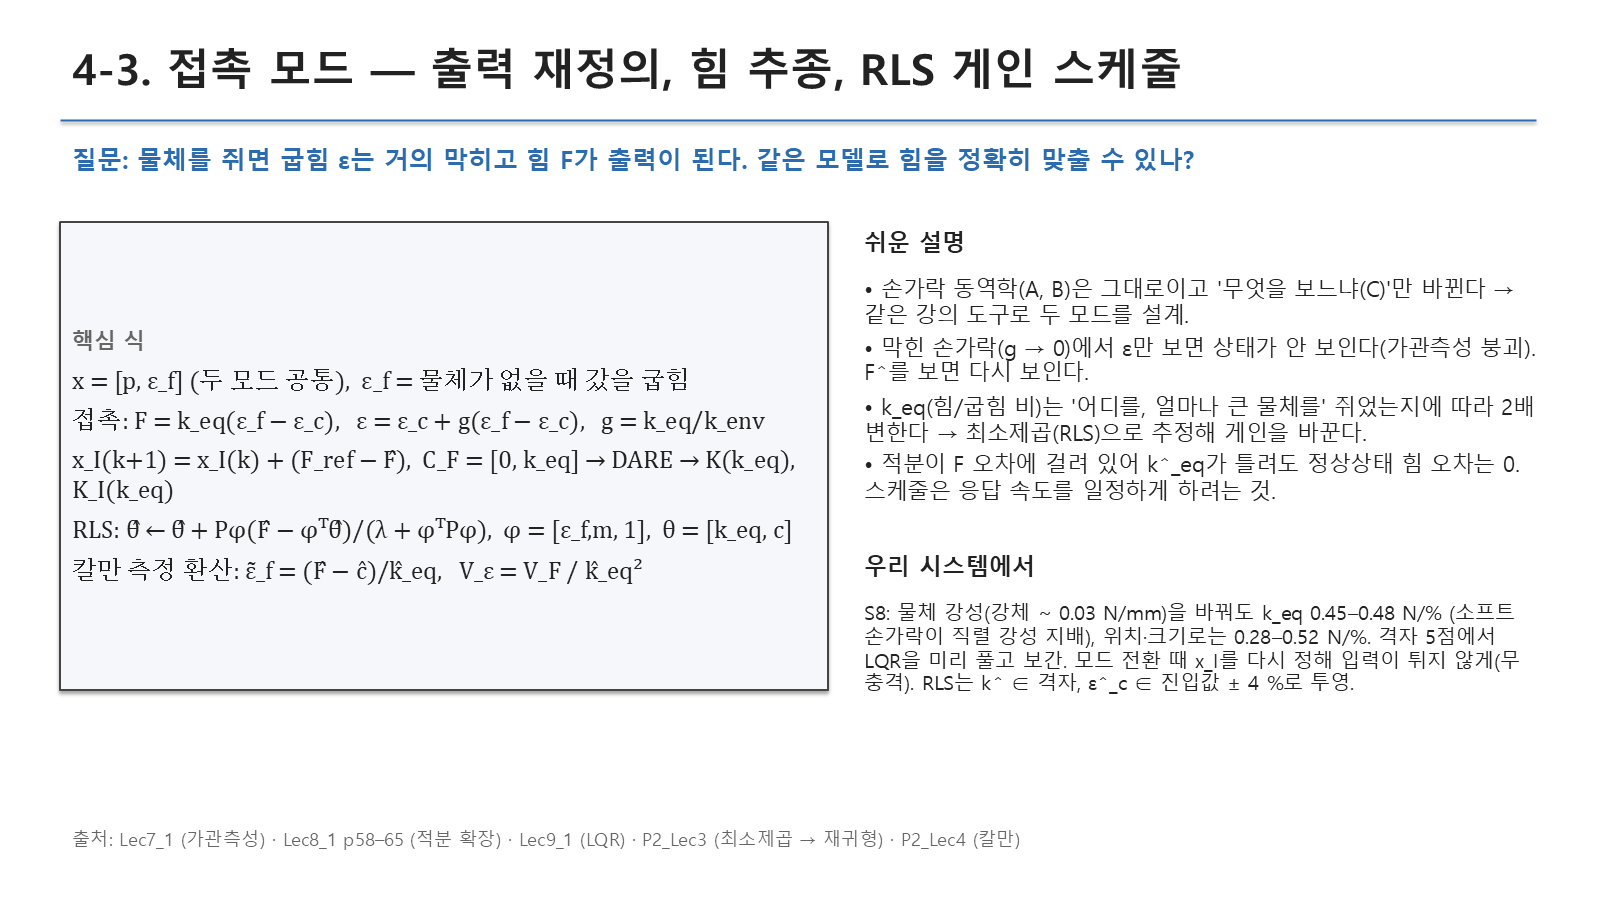 4-3. 접촉 모드 — 출력 재정의, 힘 추종, RLS 게인 스케줄
질문: 물체를 쥐면 굽힘 ε는 거의 막히고 힘 F가 출력이 된다. 같은 모델로 힘을 정확히 맞출 수 있나?
핵심 식
x = [p, ε_f] (두 모드 공통), ε_f = 물체가 없을 때 갔을 굽힘
접촉: F = k_eq(ε_f − ε_c), ε = ε_c + g(ε_f − ε_c), g = k_eq/k_env
x_I(k+1) = x_I(k) + (F_ref − F̂), C_F = [0, k_eq] → DARE → K(k_eq),
K_I(k_eq)
RLS: θ̂ ← θ̂ + Pφ(F̂ − φᵀθ̂)/(λ + φᵀPφ), φ = [ε_f,m, 1], θ = [k_eq, c]
칼만 측정 환산: ε̃_f = (F̂ − ĉ)/k̂_eq, V_ε = V_F / k̂_eq²
쉬운 설명
• 손가락 동역학(A, B)은 그대로이고 '무엇을 보느냐(C)'만 바뀐다 →
같은 강의 도구로 두 모드를 설계.
• 막힌 손가락(g → 0)에서 ε만 보면 상태가 안 보인다(가관측성 붕괴).
F^를 보면 다시 보인다.
• k_eq(힘/굽힘 비)는 '어디를, 얼마나 큰 물체를' 쥐었는지에 따라 2배
변한다 → 최소제곱(RLS)으로 추정해 게인을 바꾼다.
• 적분이 F 오차에 걸려 있어 k^_eq가 틀려도 정상상태 힘 오차는 0.
스케줄은 응답 속도를 일정하게 하려는 것.
우리 시스템에서
S8: 물체 강성(강체 ~ 0.03 N/mm)을 바꿔도 k_eq 0.45–0.48 N/% (소프트
손가락이 직렬 강성 지배), 위치·크기로는 0.28–0.52 N/%. 격자 5점에서
LQR을 미리 풀고 보간. 모드 전환 때 x_I를 다시 정해 입력이 튀지 않게(무
충격). RLS는 k^ ∈ 격자, ε^_c ∈ 진입값 ± 4 %로 투영.
출처: Lec7_1 (가관측성) · Lec8_1 p58–65 (적분 확장) · Lec9_1 (LQR) · P2_Lec3 (최소제곱 → 재귀형) · P2_Lec4 (칼만)